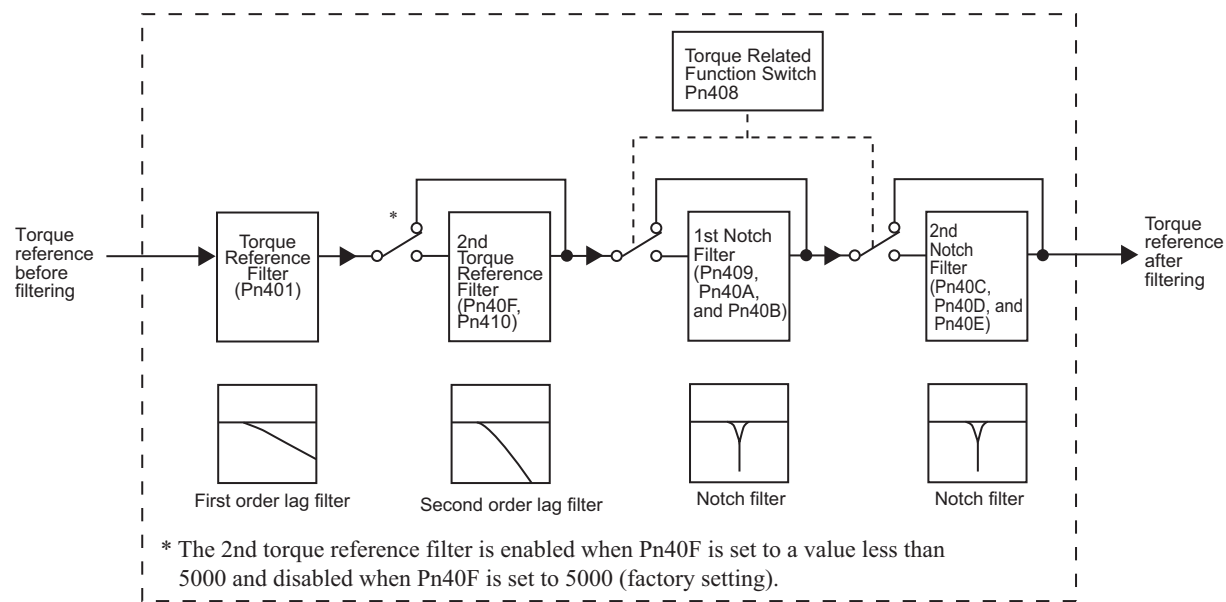 Torque Related
Function Switch
Pn408
Torque
reference
before
filtering
Torque
Reference
Filter
(Pn401)
*
2nd
Torque
Reference
Filter
(Pn40F,
Pn410)
1st Notch
Filter
(Pn409,
Pn40A,
and Pn40B)
2nd
Notch
Filter
(Pn40C,
Pn40D, and
Pn40E)
Torque
reference
after
filtering
First order lag filter
Second order lag filter
Notch filter
Notch filter
* The 2nd torque reference filter is enabled when Pn40F is set to a value less than
5000 and disabled when Pn40F is set to 5000 (factory setting).